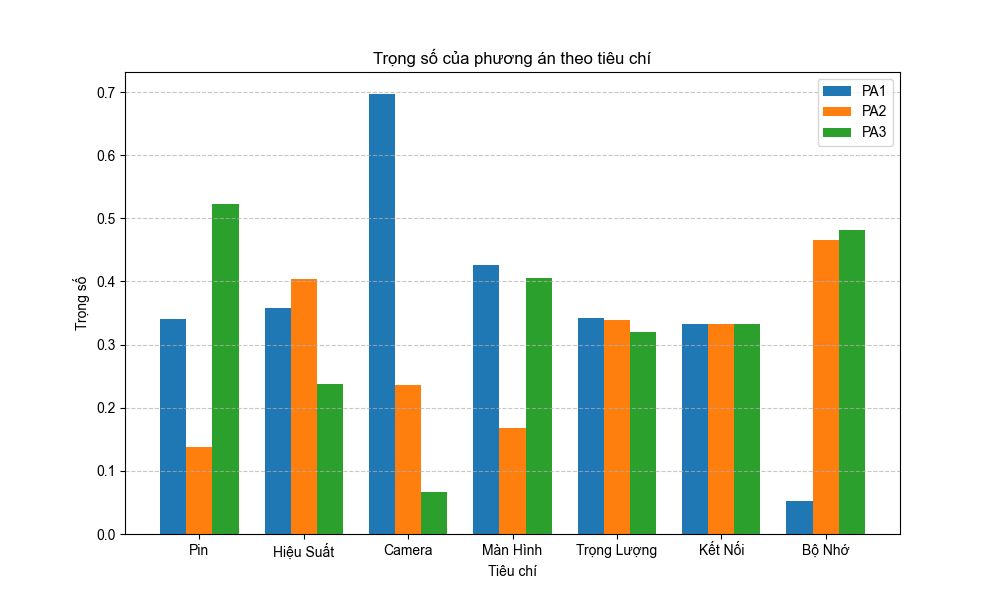 Trọng số của phương án theo tiêu chí
PA1
PA2
PA3
Trọng số
0.7
0.6
0.5
0.4
0.3
0.2
0.1
0.0
Pin Hiệu Suất Camera Màn Hình Trọng Lượng Kết Nối Bộ Nhớ
Tiêu chí